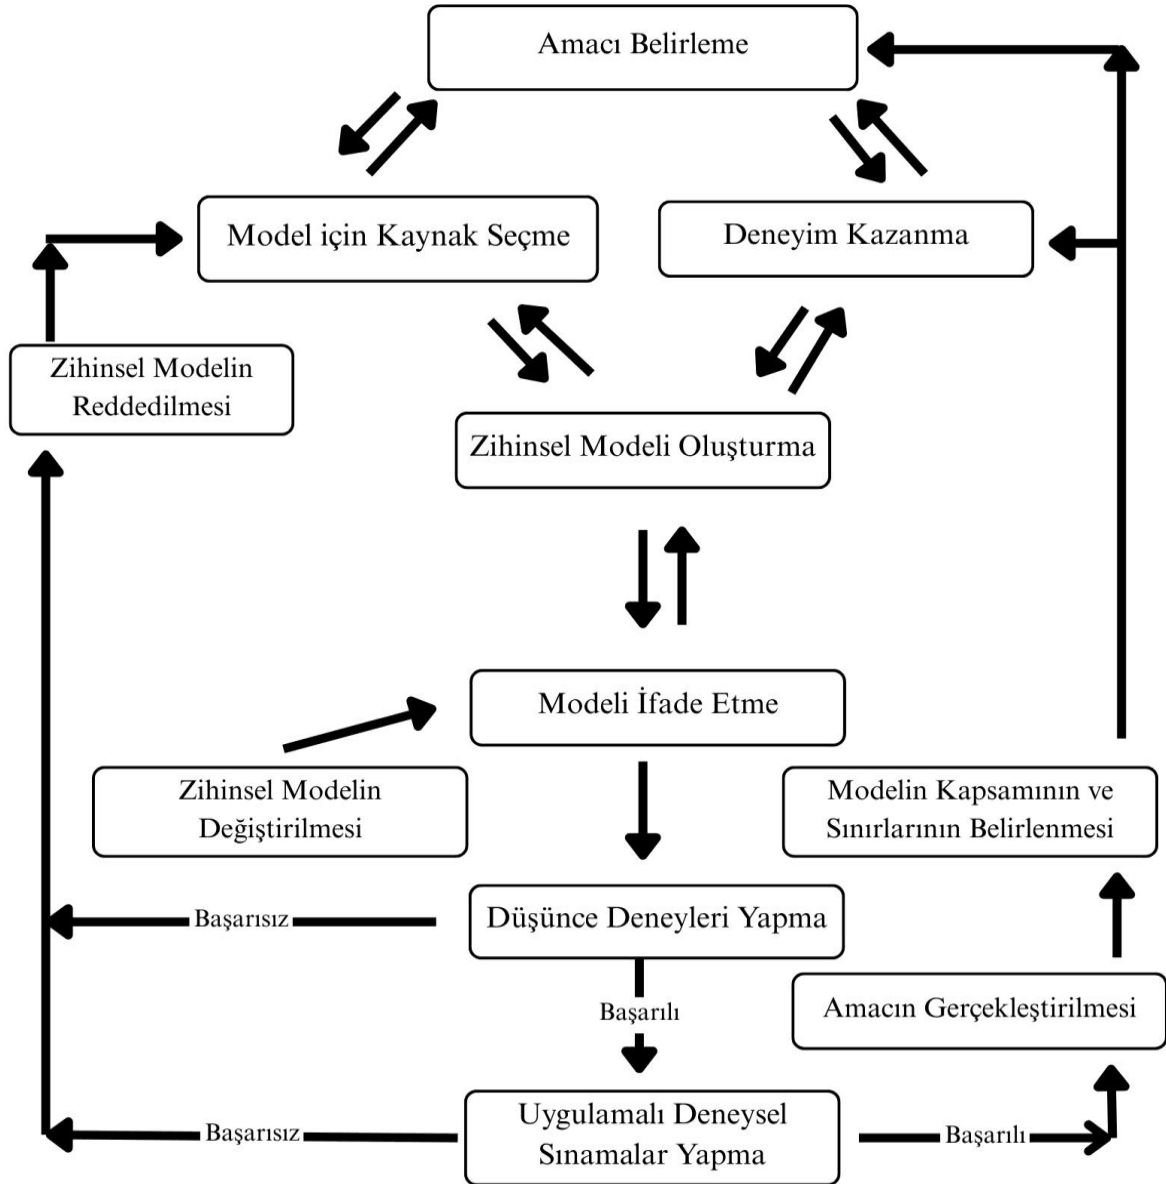 Amacı Belirleme
Model için Kaynak Seçme
Deneyim Kazanma
Zihinsel Modelin
Reddedilmesi
Zihinsel Modeli Oluşturma
Modeli İfade Etme
Zihinsel Modelin
Değiştirilmesi
Modelin Kapsamının ve
Sınırlarının Belirlenmesi
Başarısız
Düşünce Deneyleri Yapma
Başarılı
Amacın Gerçekleştirilmesi
Başarısız
Uygulamalı Deneysel
Sınamalar Yapma
Başarılı